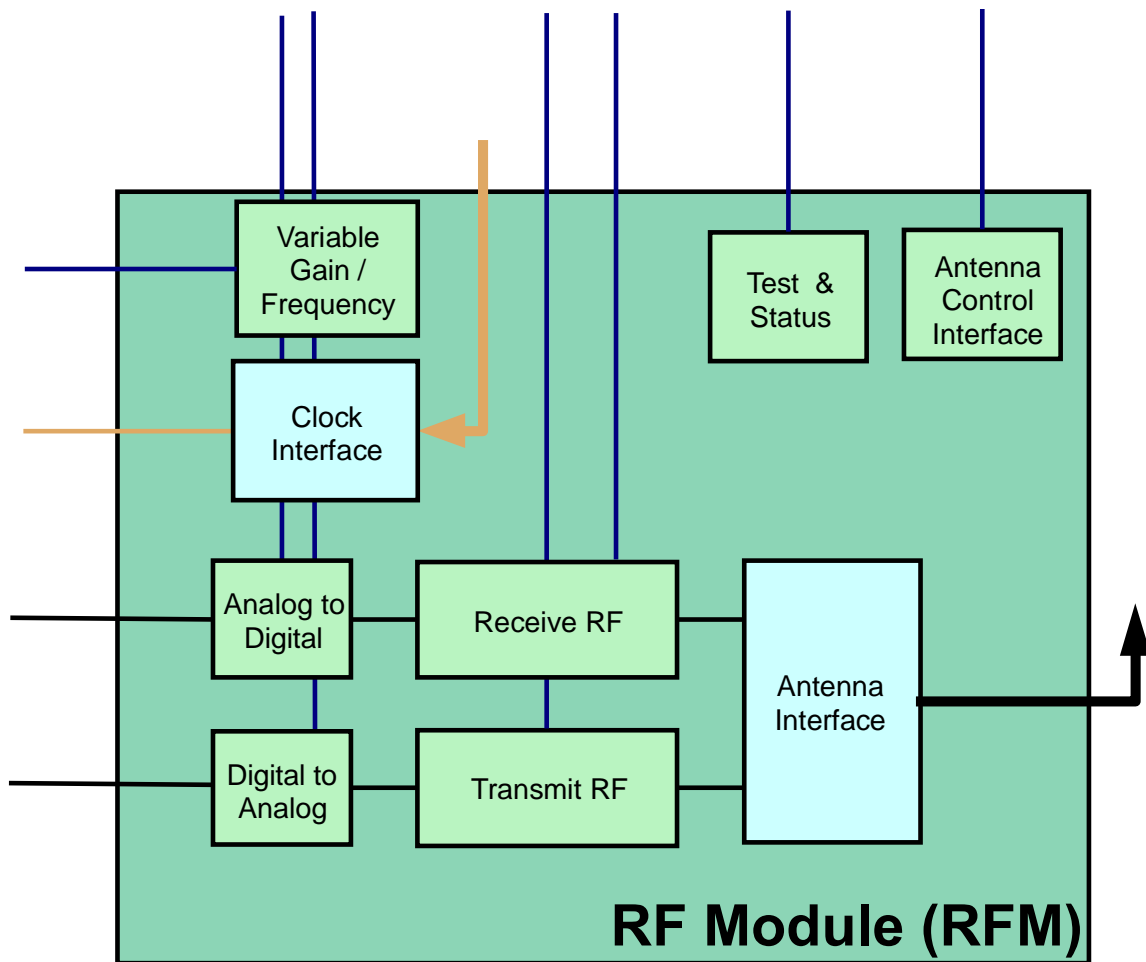 Variable
Gain /
Frequency
Test &
Status
Antenna
Control
Interface
Clock
Interface
Analog to
Digital
Receive RF
Antenna
Interface
Digital to
Analog
Transmit RF
RF Module (RFM)